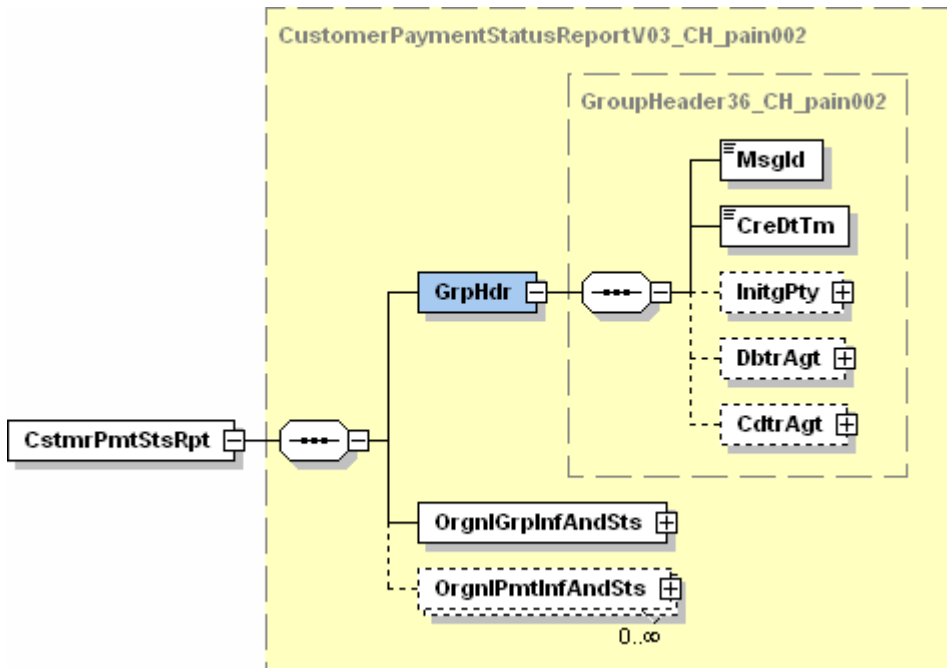 CustomerPaymentStatusReportV03_CH_pain002
GroupHeader36_CH_pain002
MsgId
CreDtTm
GrpHdr
InitgPty
DbtrAgt
CdtrAgt
CstmrPmtStsRpt
OrgnlGrpInfAndSts
OrgnlPmtInfAndSts
0..∞